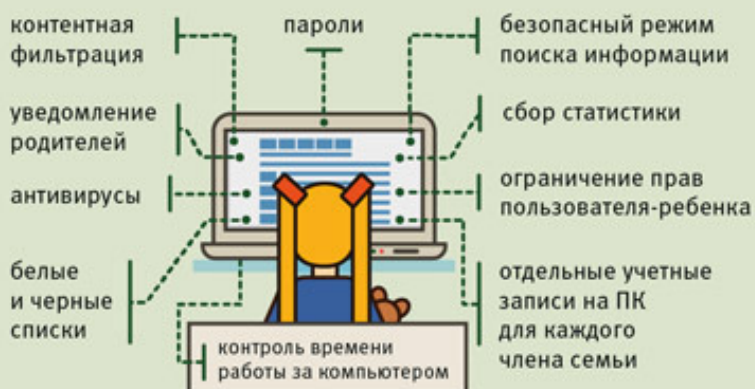 контентная
фильтрация
пароли
безопасный режим
поиска информации
уведомление
родителей
сбор статистики
антивирусы
ограничение прав
пользователя-ребенка
белые
и черные
списки
отдельные учетные
записи на ПК
для каждого
члена семьи
контроль времени
работы за компьютером